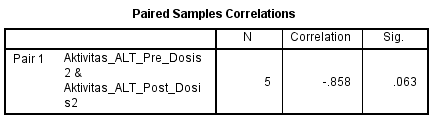 Paired Samples Correlations
N Correlation Sig.
Pair 1 Aktivitas_ALT_Pre_Dosis
2 &
Aktivitas_ALT_Post_Dosi
s2 5 -.858 .063